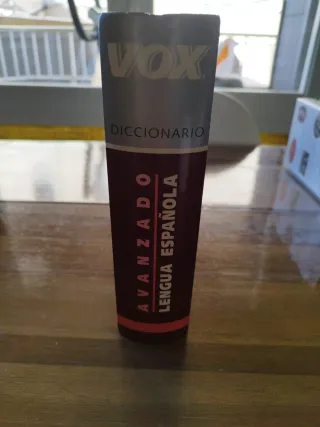 VOX
DICCIONARIO
AVANZADO
LENGUA ESPAÑOLA